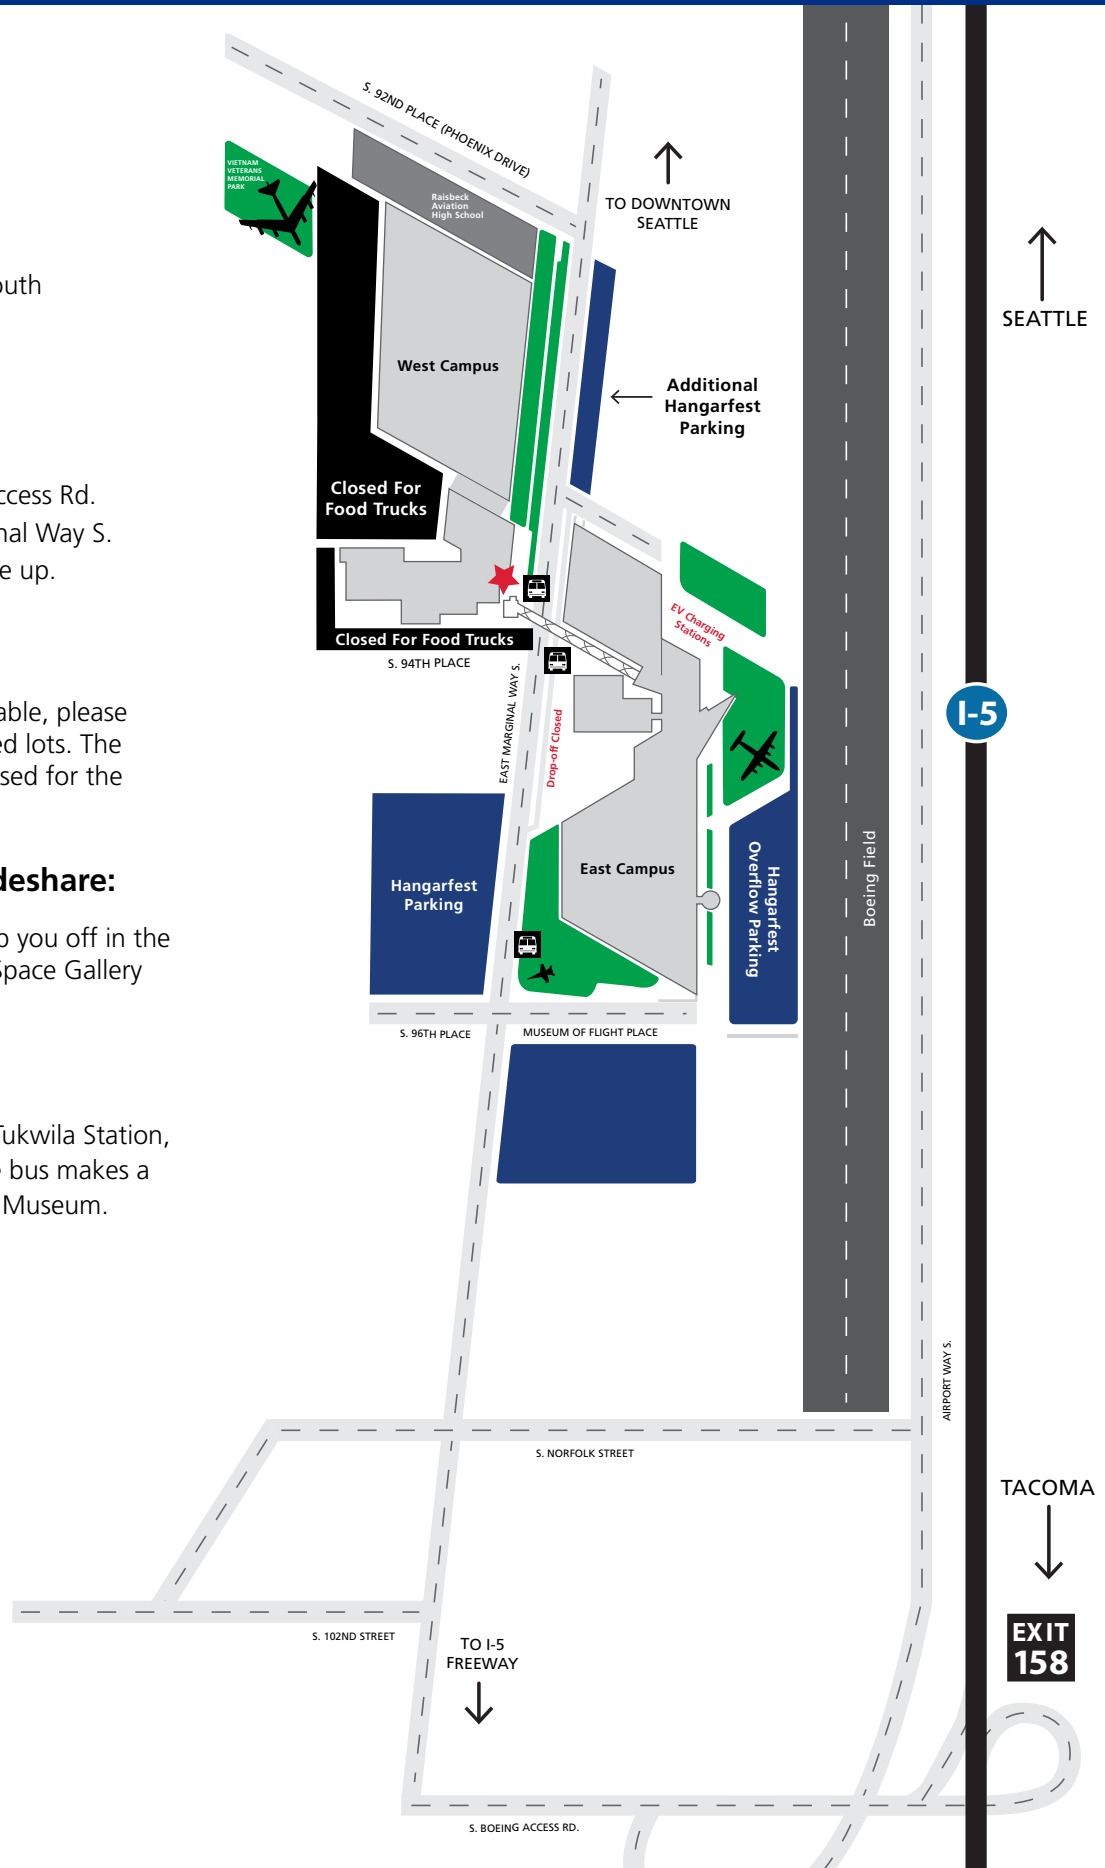 S. 92ND PLACE (PHOENIX DRIVE)
VIETNAM
VETERANS
MEMORIAL
PARK
Raisbeck
Aviation
High School
TO DOWNTOWN
SEATTLE
SEATTLE
outh
West Campus
Additional
Hangarfest
Parking
Closed For
Food Trucks
ccess Rd.
nal Way S.
e up.
EV Charging
Stations
Closed For Food Trucks
S. 94TH PLACE
EAST MARGINAL WAY S.
Drop-off Closed
I-5
able, please
ed lots. The
sed for the
Hangarfest
Parking
East Campus
Hangarfest
Overflow Parking
Boeing Field
deshare:
p you off in the
Space Gallery
S. 96TH PLACE
MUSEUM OF FLIGHT PLACE
Tukwila Station,
e bus makes a
Museum.
AIRPORT WAY S.
S. NORFOLK STREET
TACOMA
EXIT
158
S. 102ND STREET
TO I-5
FREEWAY
S. BOEING ACCESS RD.